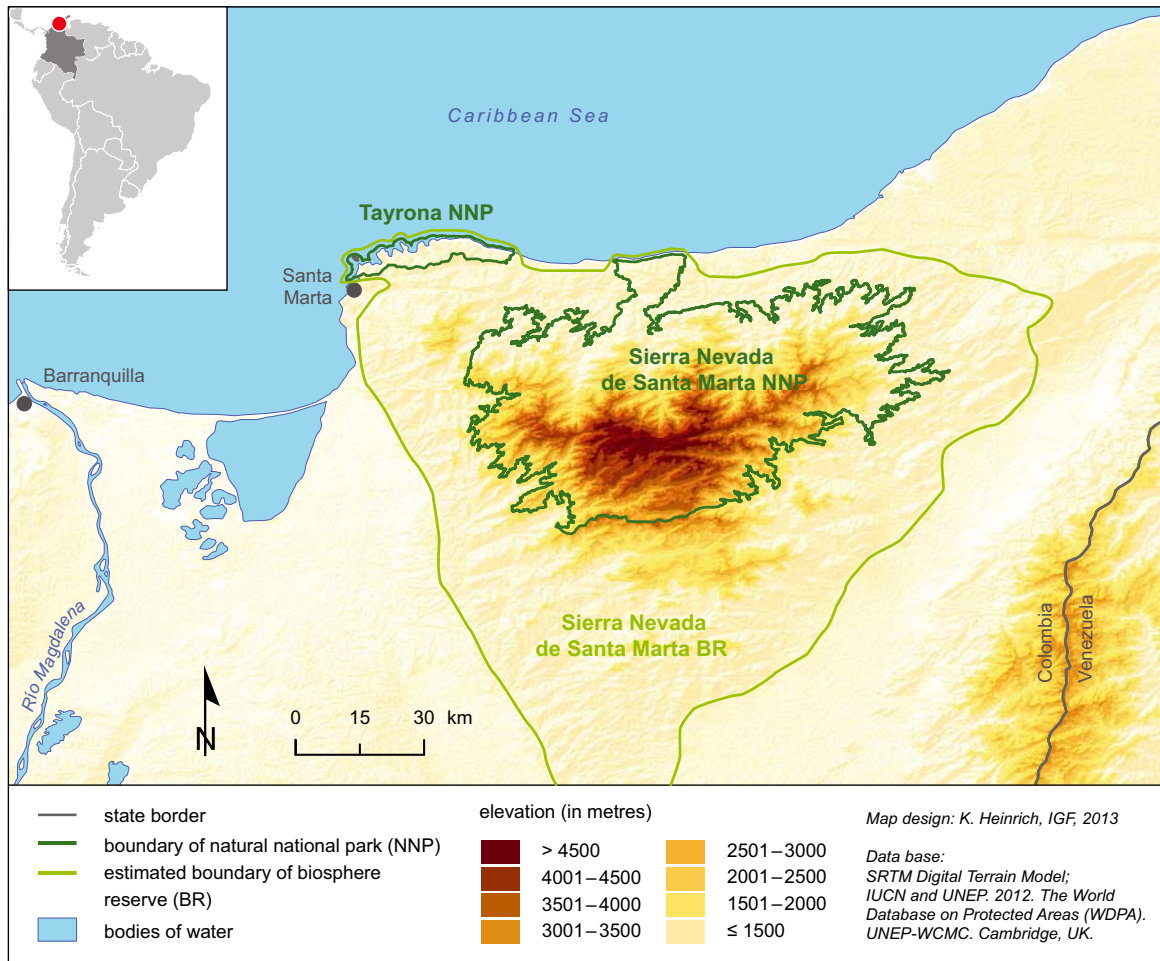 Caribbean Sea
Tayrona NNP
Santa
Marta
Barranquilla
Sierra Nevada
de Santa Marta NNP
Sierra Nevada
de Santa Marta BR
Río Magdalena
Colombia
Venezuela
N
0 15 30 km
state border
boundary of natural national park (NNP)
estimated boundary of biosphere
reserve (BR)
bodies of water
elevation (in metres)
> 4500
4001–4500
3501–4000
3001–3500
2501–3000
2001–2500
1501–2000
≤ 1500
Map design: K. Heinrich, IGF, 2013
Data base:
SRTM Digital Terrain Model;
IUCN and UNEP. 2012. The World
Database on Protected Areas (WDPA).
UNEP-WCMC. Cambridge, UK.